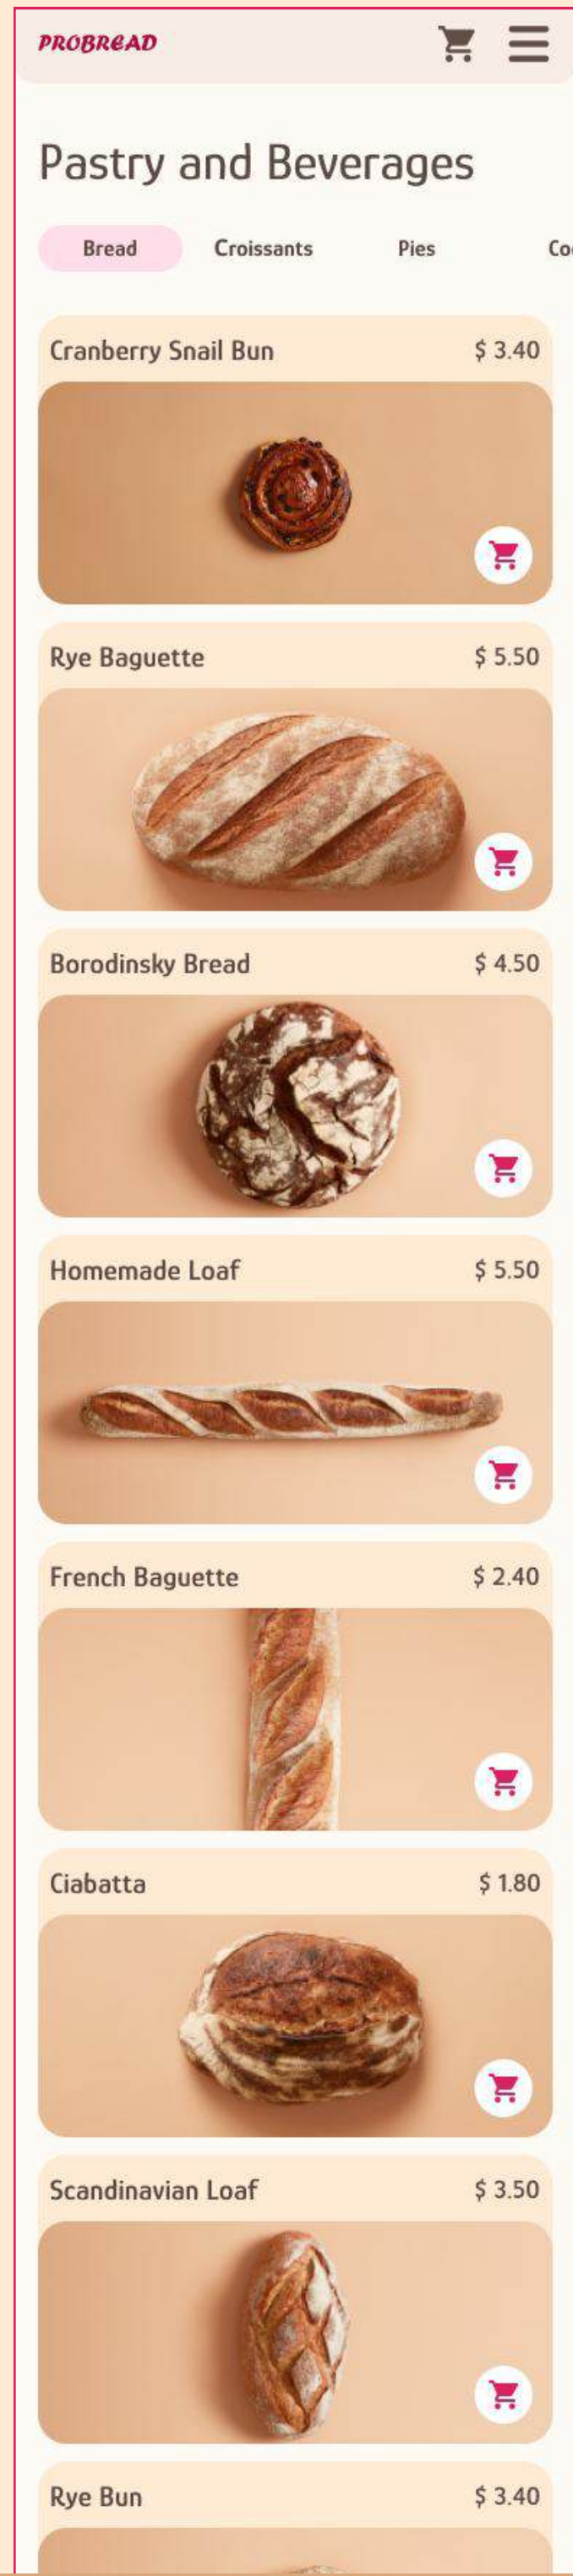 PROBREAD
Pastry and Beverages
Bread Croissants Pies
Cranberry Snail Bun $ 3.40
Rye Baguette $ 5.50
Borodinsky Bread $ 4.50
Homemade Loaf $ 5.50
French Baguette $ 2.40
Ciabatta $ 1.80
Scandinavian Loaf $ 3.50
Rye Bun $ 3.40